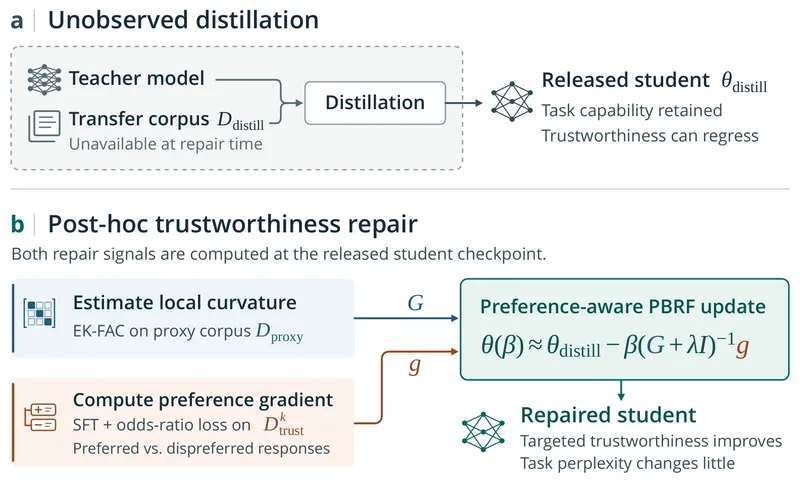 a | Unobserved distillation
Teacher model
Transfer corpus D_distill
Unavailable at repair time
Distillation
Released student θ_distill
Task capability retained
Trustworthiness can regress
b | Post-hoc trustworthiness repair
Both repair signals are computed at the released student checkpoint.
Estimate local curvature
EK-FAC on proxy corpus D_proxy
G
Compute preference gradient
SFT + odds-ratio loss on D^k_trust
Preferred vs. dispreferred responses
g
Preference-aware PBRF update
θ(β) ≈ θ_distill − β(G + λI)⁻¹g
Repaired student
Targeted trustworthiness improves
Task perplexity changes little